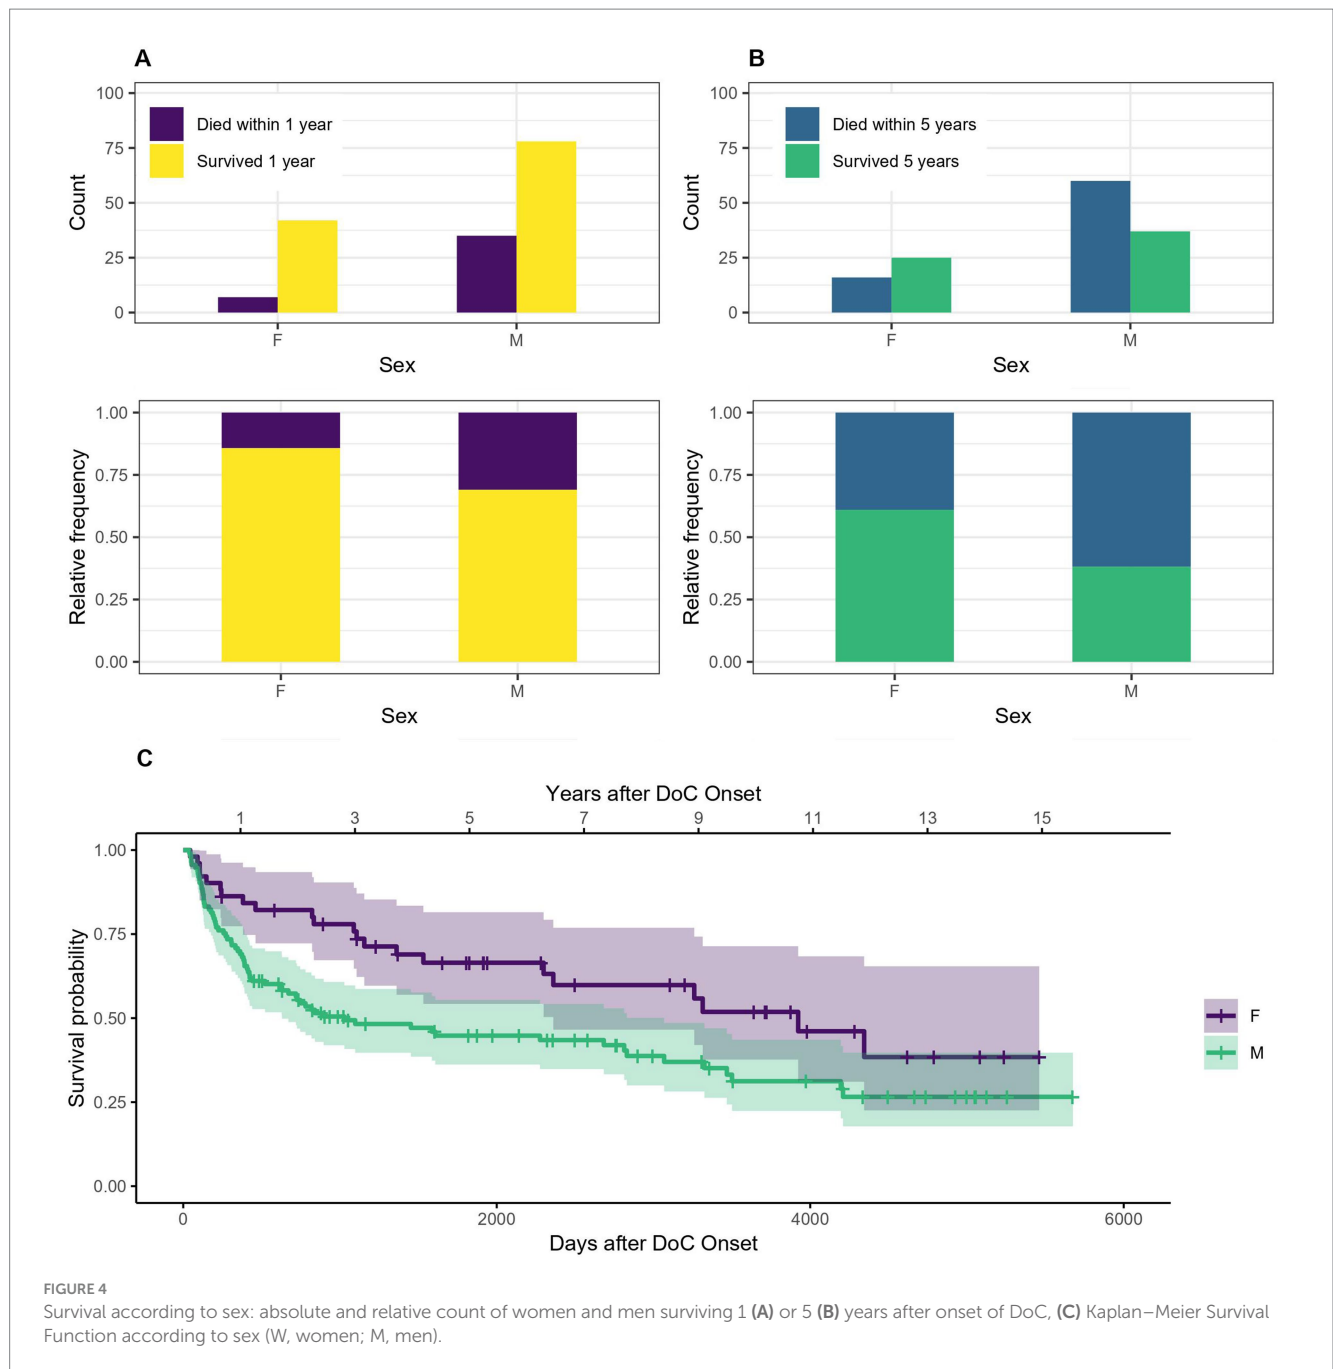 A
100
75
50
25
0
Count
Died within 1 year
Survived 1 year
F
M
Sex
1.00
0.75
0.50
0.25
0.00
Relative frequency
F
M
Sex
B
100
75
50
25
0
Count
Died within 5 years
Survived 5 years
F
M
Sex
1.00
0.75
0.50
0.25
0.00
Relative frequency
F
M
Sex
C
Years after DoC Onset
1 3 5 7 9 11 13 15
1.00
0.75
0.50
0.25
0.00
Survival probability
F
M
0 2000 4000 6000
Days after DoC Onset
FIGURE 4
Survival according to sex: absolute and relative count of women and men surviving 1 (A) or 5 (B) years after onset of DoC, (C) Kaplan–Meier Survival
Function according to sex (W, women; M, men).